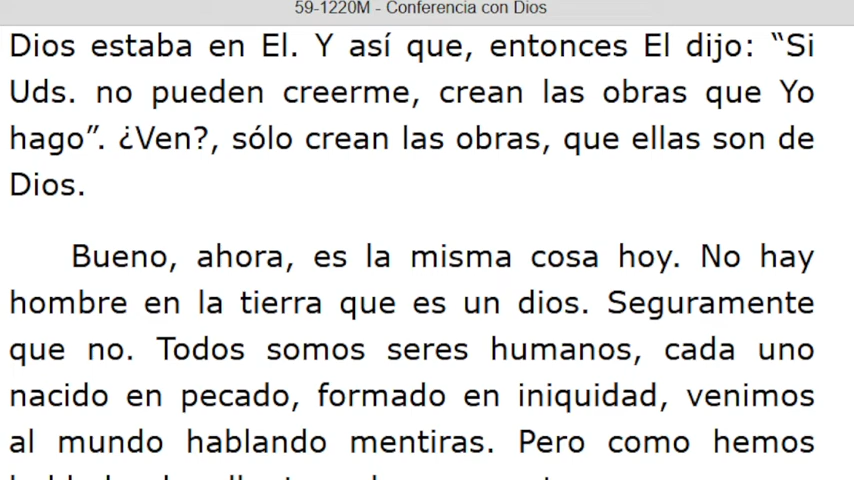 59-1220M - Conferencia con Dios
Dios estaba en El. Y así que, entonces El dijo: “Si
Uds. no pueden creerme, crean las obras que Yo
hago”. ¿Ven?, sólo crean las obras, que ellas son de
Dios.
Bueno, ahora, es la misma cosa hoy. No hay
hombre en la tierra que es un dios. Seguramente
que no. Todos somos seres humanos, cada uno
nacido en pecado, formado en iniquidad, venimos
al mundo hablando mentiras. Pero como hemos